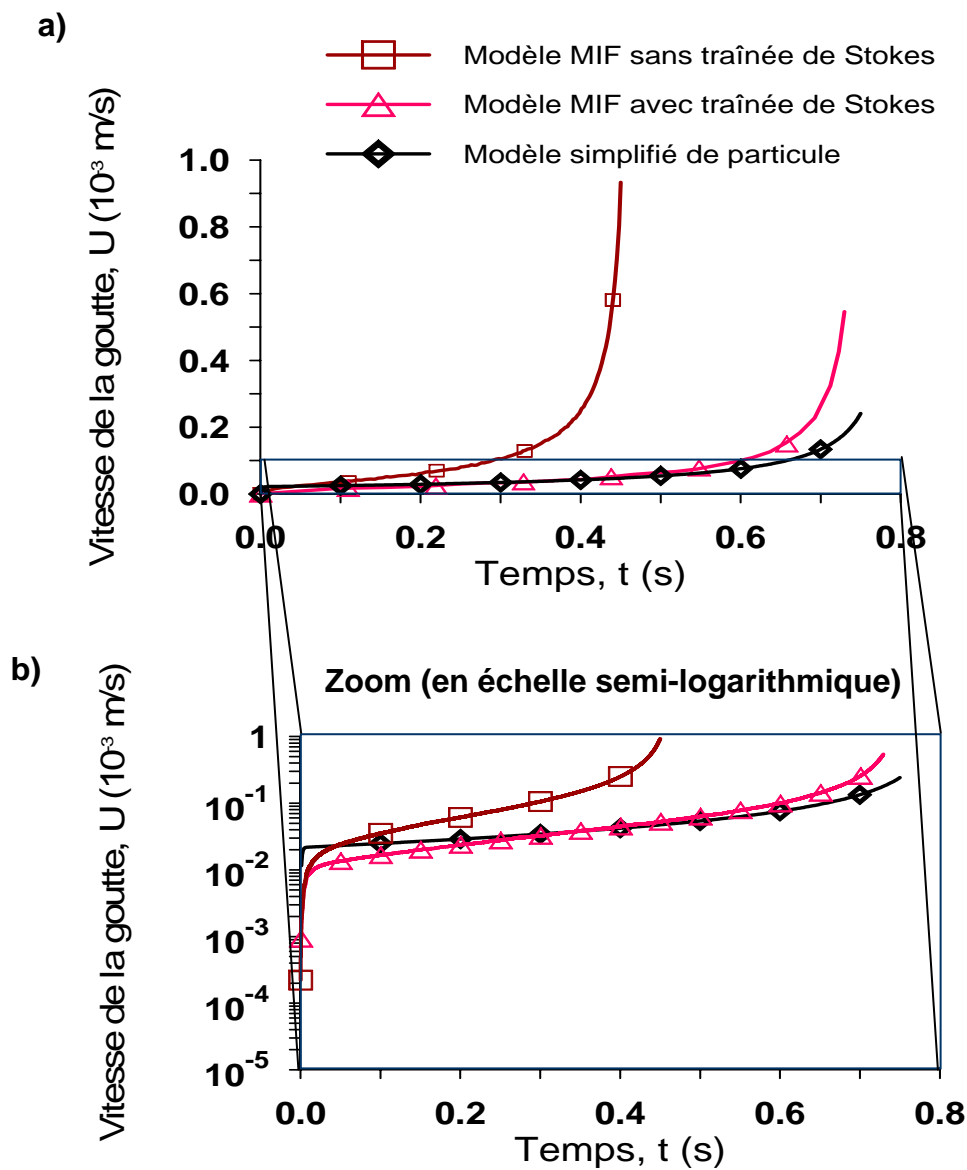 a)
Modèle MIF sans traînée de Stokes
Modèle MIF avec traînée de Stokes
Modèle simplifié de particule
Vitesse de la goutte, U (10⁻³ m/s)
1.0
0.8
0.6
0.4
0.2
0.0
0.0 0.2 0.4 0.6 0.8
Temps, t (s)
b)
Zoom (en échelle semi-logarithmique)
Vitesse de la goutte, U (10⁻³ m/s)
1
10⁻¹
10⁻²
10⁻³
10⁻⁴
10⁻⁵
0.0 0.2 0.4 0.6 0.8
Temps, t (s)